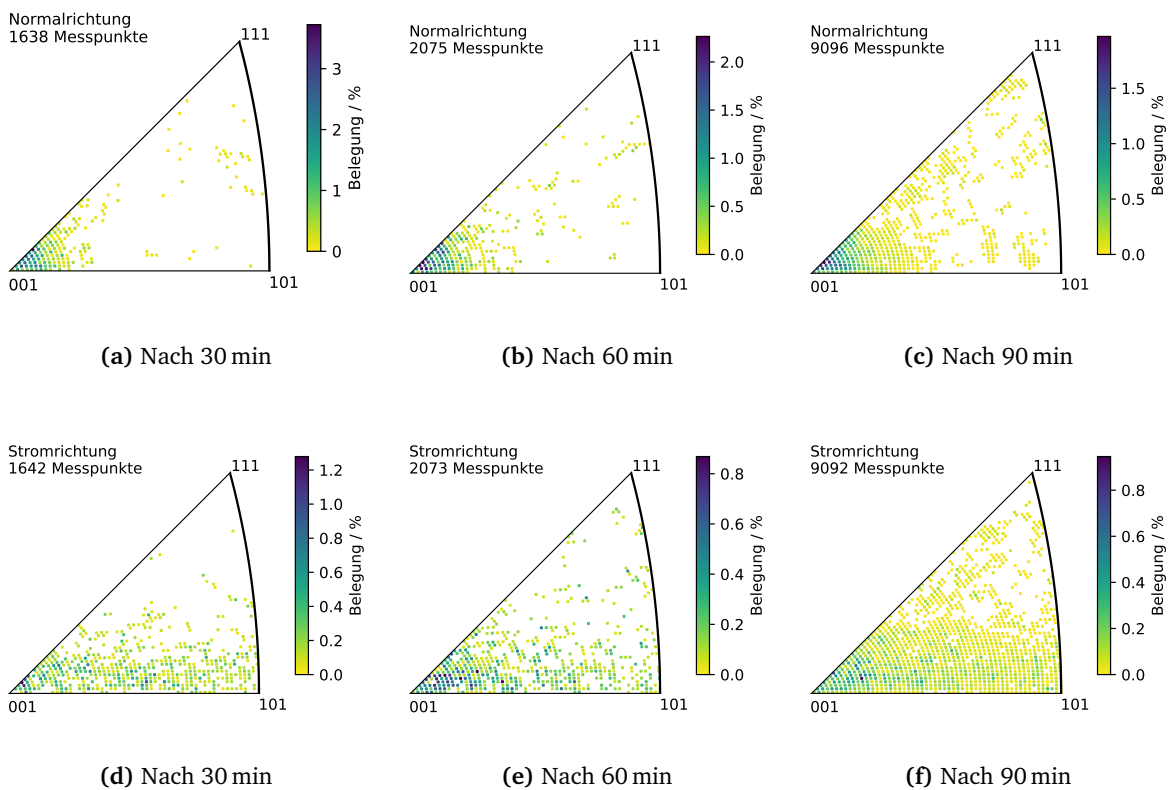 Normalrichtung
1638 Messpunkte
111
3
2
1
0
Belegung / %
001
101
(a) Nach 30 min
Normalrichtung
2075 Messpunkte
111
2.0
1.5
1.0
0.5
0.0
Belegung / %
001
101
(b) Nach 60 min
Normalrichtung
9096 Messpunkte
111
1.5
1.0
0.5
0.0
Belegung / %
001
101
(c) Nach 90 min
Stromrichtung
1642 Messpunkte
111
1.2
1.0
0.8
0.6
0.4
0.2
0.0
Belegung / %
001
101
(d) Nach 30 min
Stromrichtung
2073 Messpunkte
111
0.8
0.6
0.4
0.2
0.0
Belegung / %
001
101
(e) Nach 60 min
Stromrichtung
9092 Messpunkte
111
0.8
0.6
0.4
0.2
0.0
Belegung / %
001
101
(f) Nach 90 min